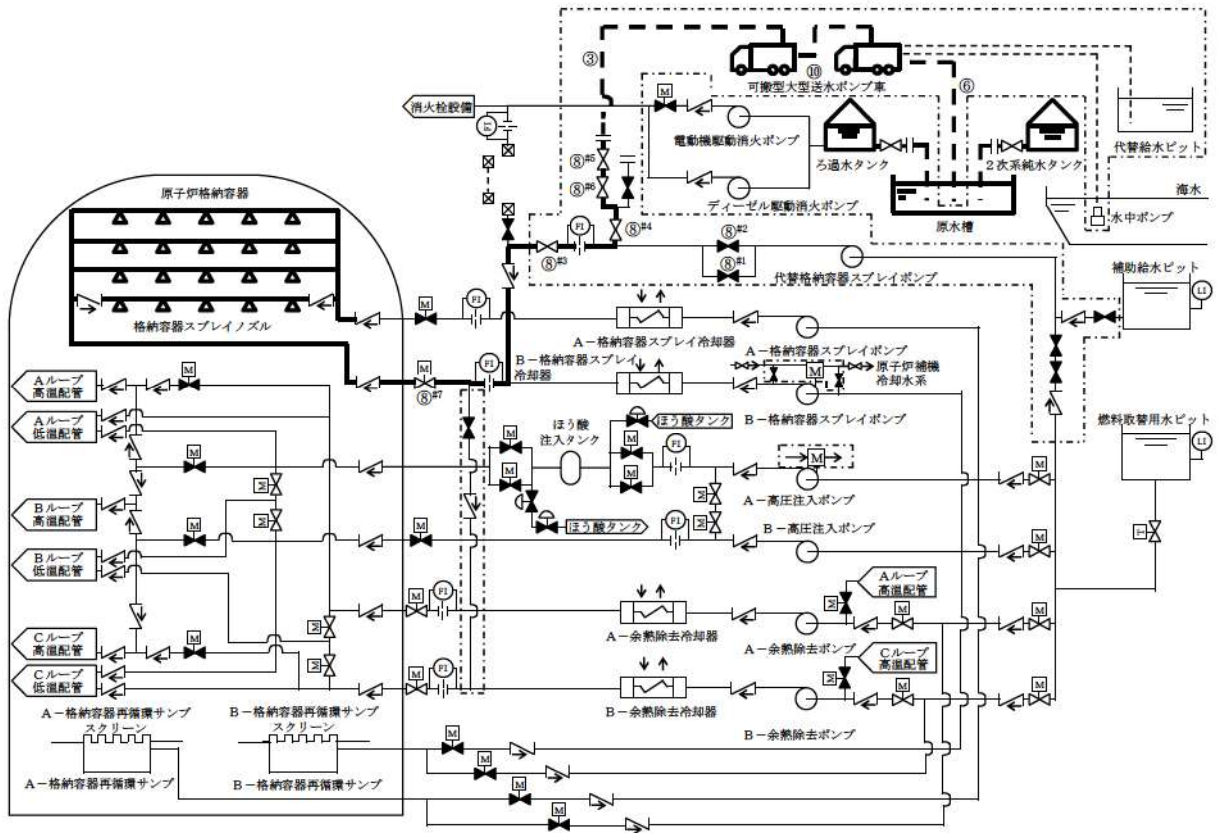 ③
⑩
⑥
可搬型大型送水ポンプ車
消火栓設備
M
FI
電動機駆動消火ポンプ
ろ過水タンク
2次系純水タンク
代替給水ピット
⑧#5
⑧#6
ディーゼル駆動消火ポンプ
原水槽
海水
水中ポンプ
原子炉格納容器
FI
⑧#4
⑧#3
⑧#2
⑧#1
代替格納容器スプレイポンプ
補助給水ピット
LI
格納容器スプレイノズル
M
FI
A-格納容器スプレイ冷却器
A-格納容器スプレイポンプ
M
⑧#7
FI
B-格納容器スプレイ
冷却器
M
原子炉補機
冷却水系
B-格納容器スプレイポンプ
Aループ
高温配管
M
Aループ
低温配管
ほう酸
注入タンク
ほう酸タンク
燃料取替用水ピット
LI
M
M
M
M
M
FI
M
M
M
A-高圧注入ポンプ
ほう酸タンク
Bループ
高温配管
M
M
M
M
FI
M
B-高圧注入ポンプ
M
T
Bループ
低温配管
Aループ
高温配管
M
M
FI
M
M
M
A-余熱除去冷却器
A-余熱除去ポンプ
Cループ
高温配管
M
M
Cループ
高温配管
Cループ
低温配管
M
FI
M
M
M
B-余熱除去冷却器
B-余熱除去ポンプ
A-格納容器再循環サンプ
スクリーン
B-格納容器再循環サンプ
スクリーン
M
M
A-格納容器再循環サンプ
B-格納容器再循環サンプ
M
M